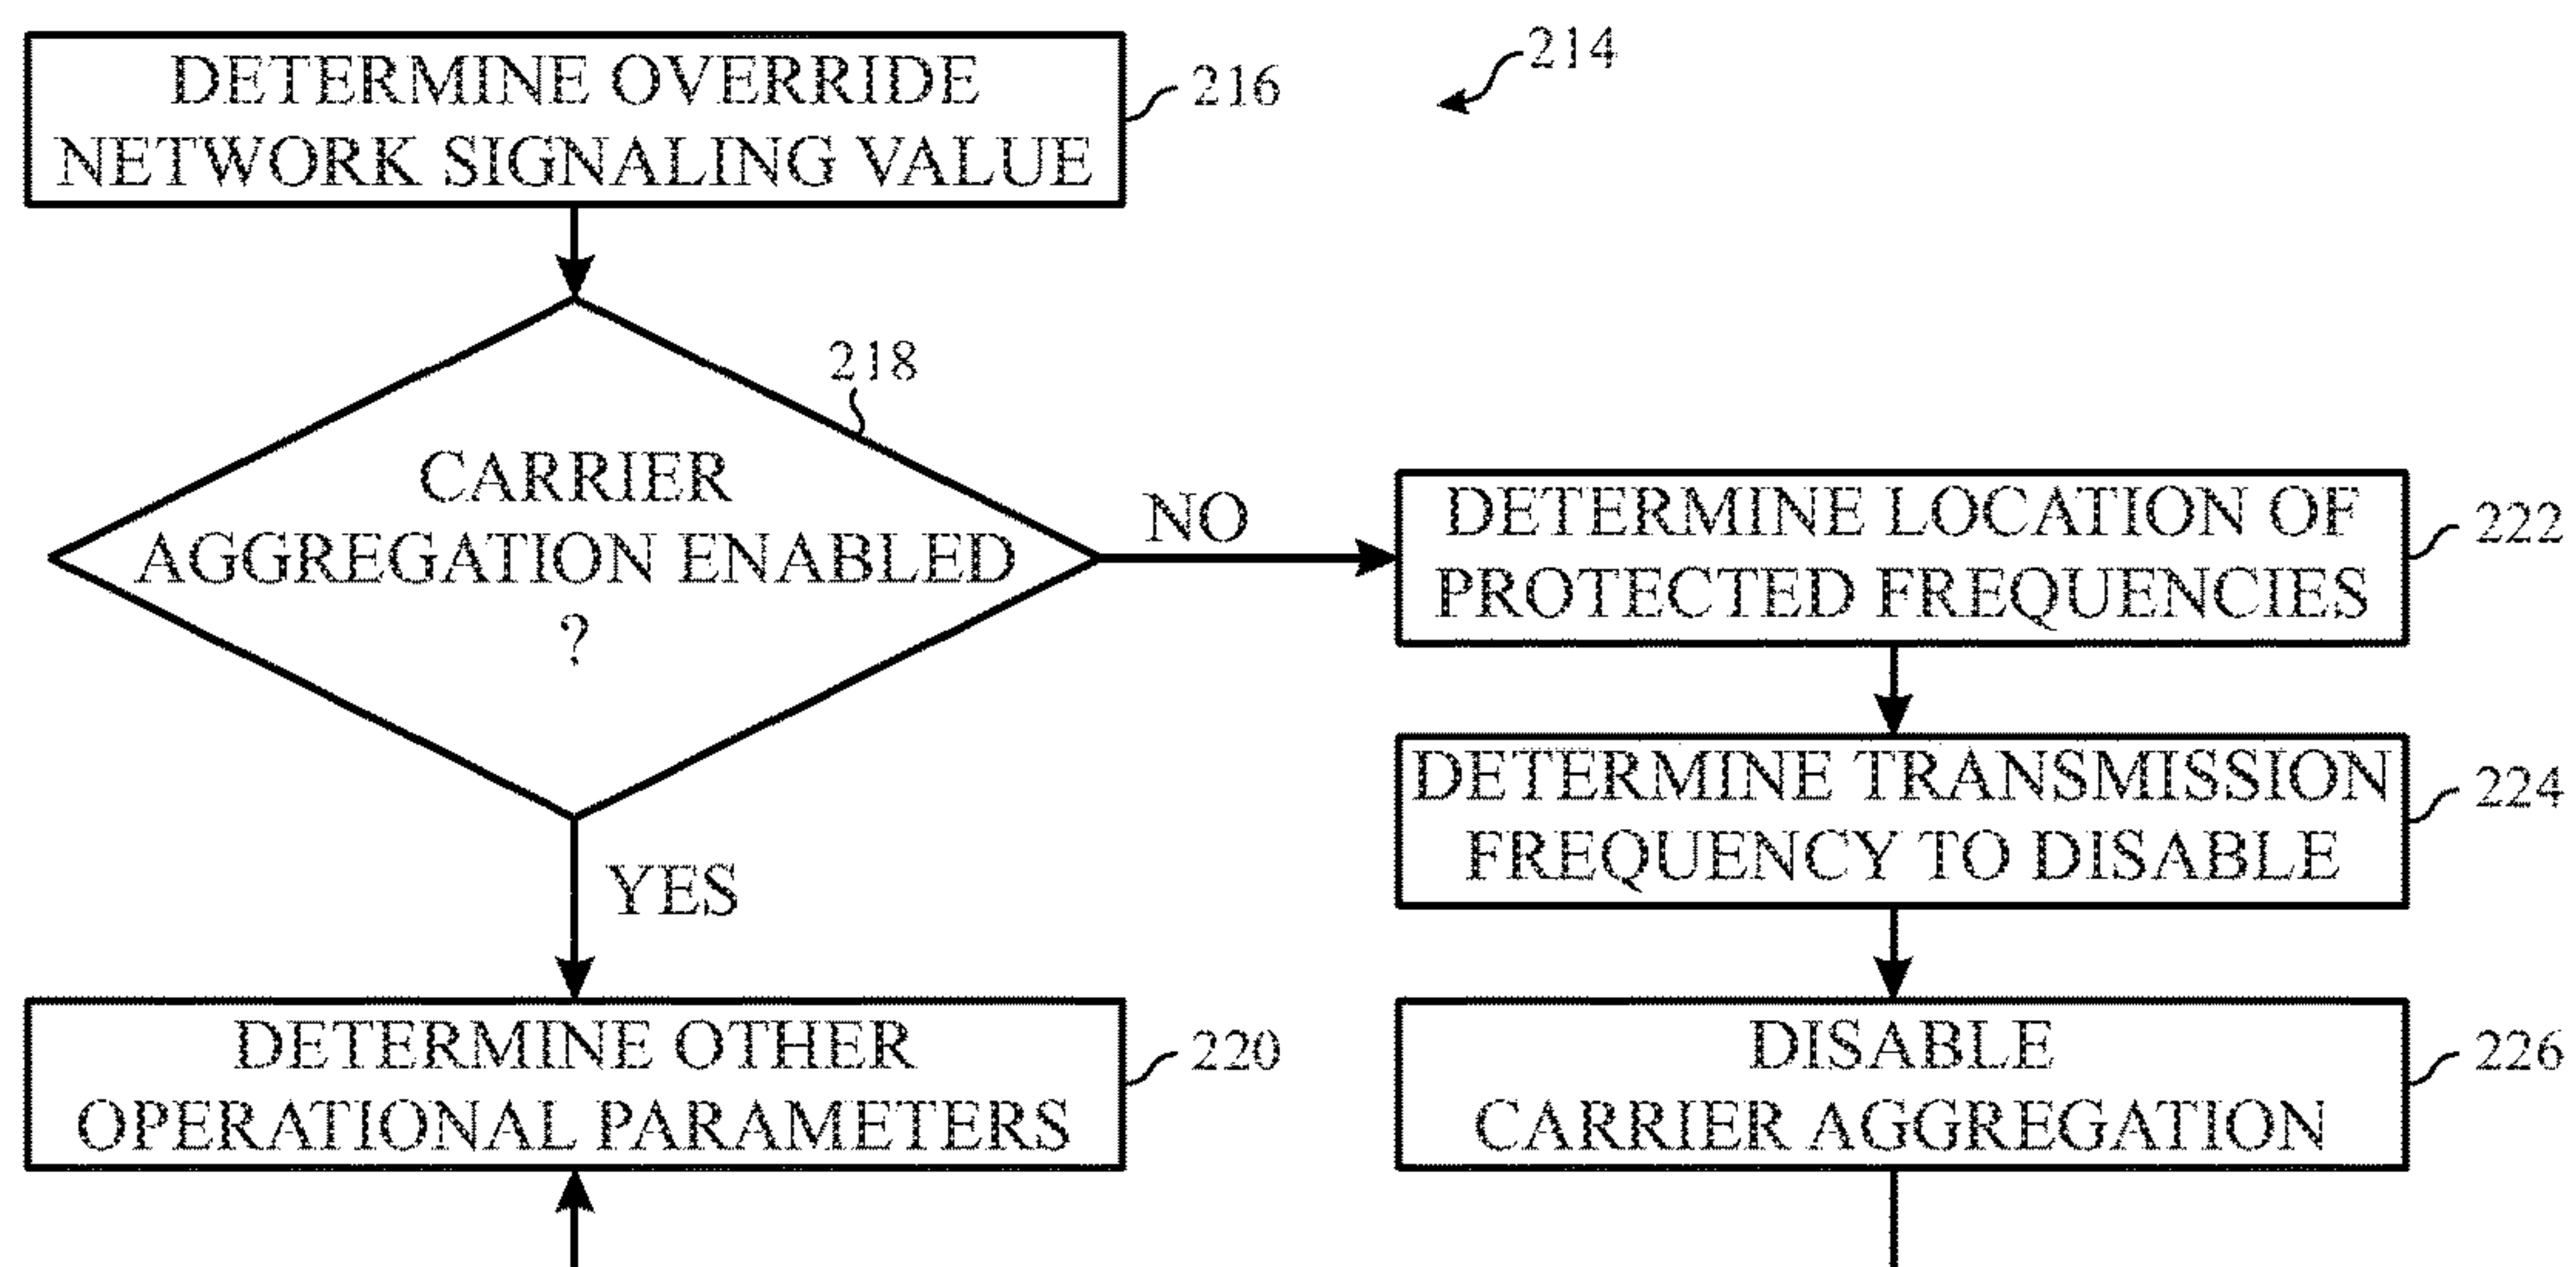 214
DETERMINE OVERRIDE
NETWORK SIGNALING VALUE
216
218
CARRIER
AGGREGATION ENABLED
?
NO
YES
DETERMINE LOCATION OF
PROTECTED FREQUENCIES
222
DETERMINE TRANSMISSION
FREQUENCY TO DISABLE
224
DETERMINE OTHER
OPERATIONAL PARAMETERS
220
DISABLE
CARRIER AGGREGATION
226